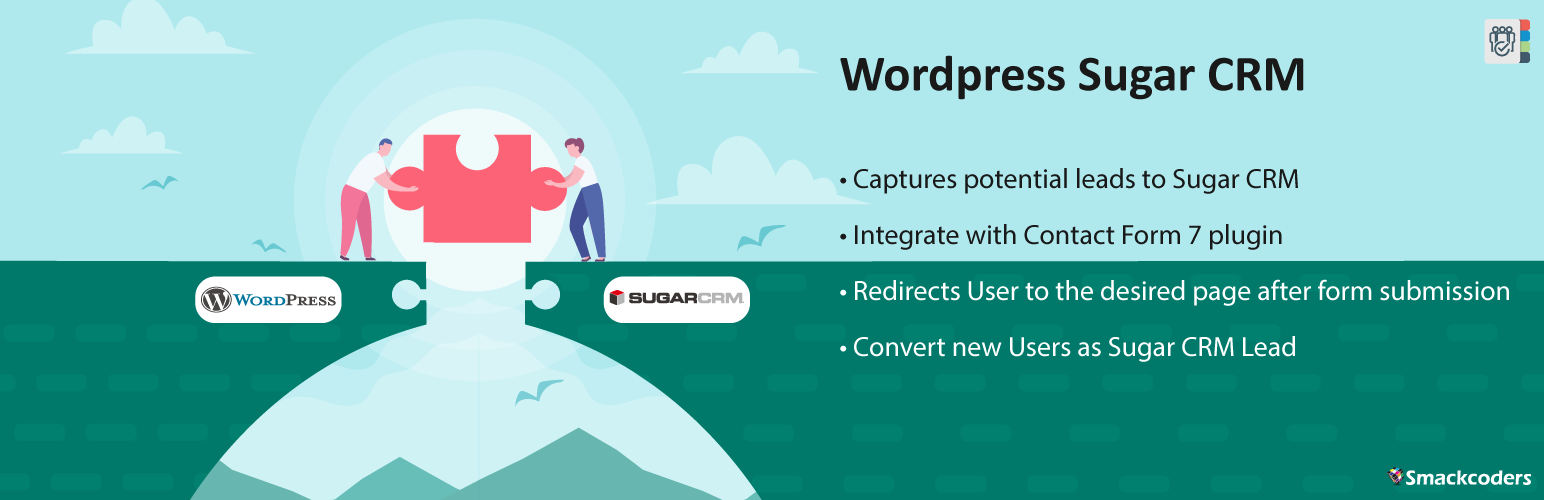 Wordpress Sugar CRM
• Captures potential leads to Sugar CRM
• Integrate with Contact Form 7 plugin
• Redirects User to the desired page after form submission
• Convert new Users as Sugar CRM Lead
WORDPRESS
SUGARCRM
Smackcoders